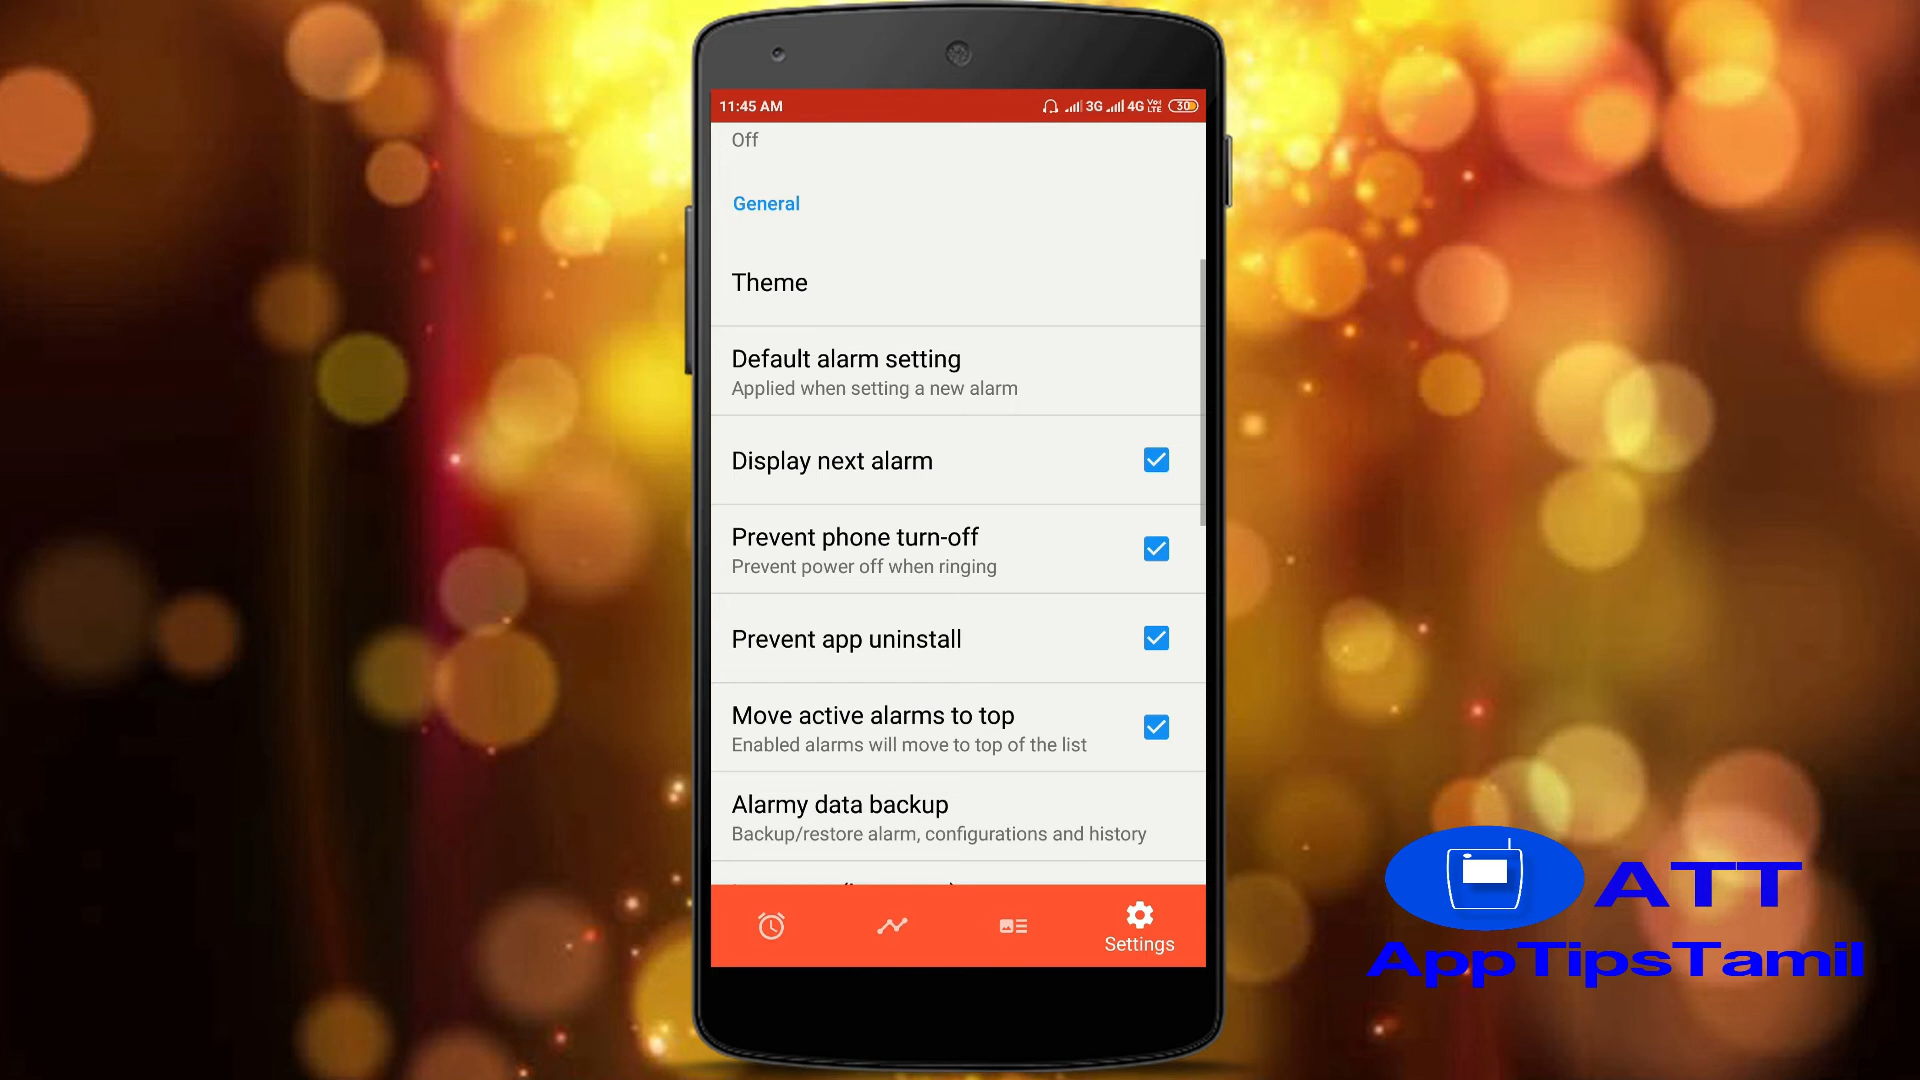 11:45 AM 3G 4G Vo LTE 30
Off
General
Theme
Default alarm setting
Applied when setting a new alarm
Display next alarm
Prevent phone turn-off
Prevent power off when ringing
Prevent app uninstall
Move active alarms to top
Enabled alarms will move to top of the list
Alarmy data backup
Backup/restore alarm, configurations and history
Settings
ATT
AppTipsTamil